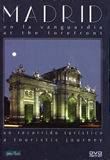 MADRID
en la vanguardia
at the forefront
un recorrido turístico
a touristic journey
DVD